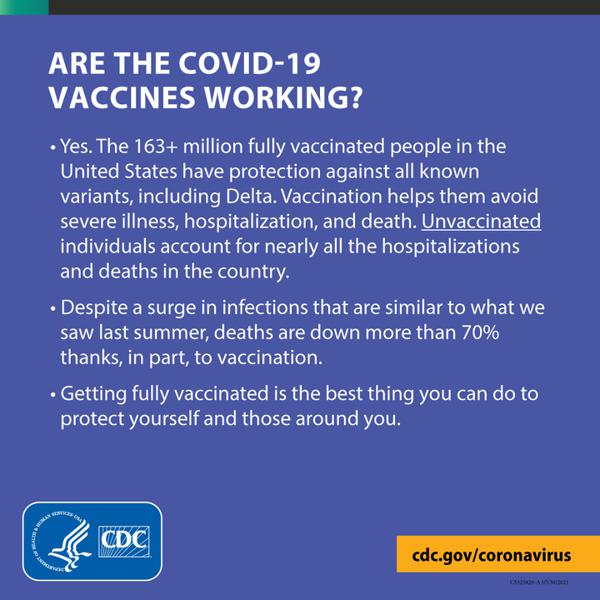 ARE THE COVID-19
VACCINES WORKING?
• Yes. The 163+ million fully vaccinated people in the
United States have protection against all known
variants, including Delta. Vaccination helps them avoid
severe illness, hospitalization, and death. Unvaccinated
individuals account for nearly all the hospitalizations
and deaths in the country.
• Despite a surge in infections that are similar to what we
saw last summer, deaths are down more than 70%
thanks, in part, to vaccination.
• Getting fully vaccinated is the best thing you can do to
protect yourself and those around you.
DEPARTMENT OF HEALTH & HUMAN SERVICES • USA
CDC
cdc.gov/coronavirus